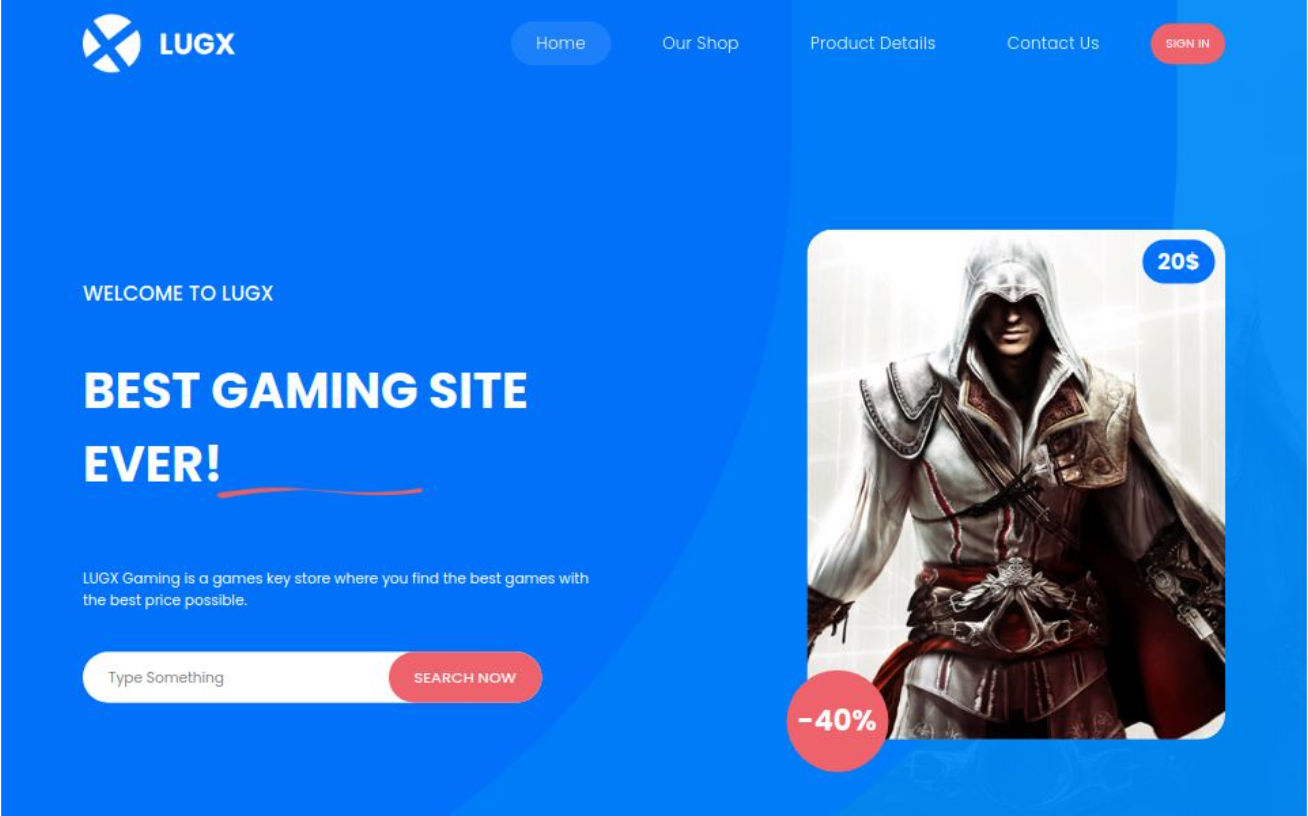 LUGX
Home
Our Shop
Product Details
Contact Us
SIGN IN
20$
WELCOME TO LUGX
BEST GAMING SITE
EVER!
LUGX Gaming is a games key store where you find the best games with
the best price possible.
Type Something
SEARCH NOW
-40%